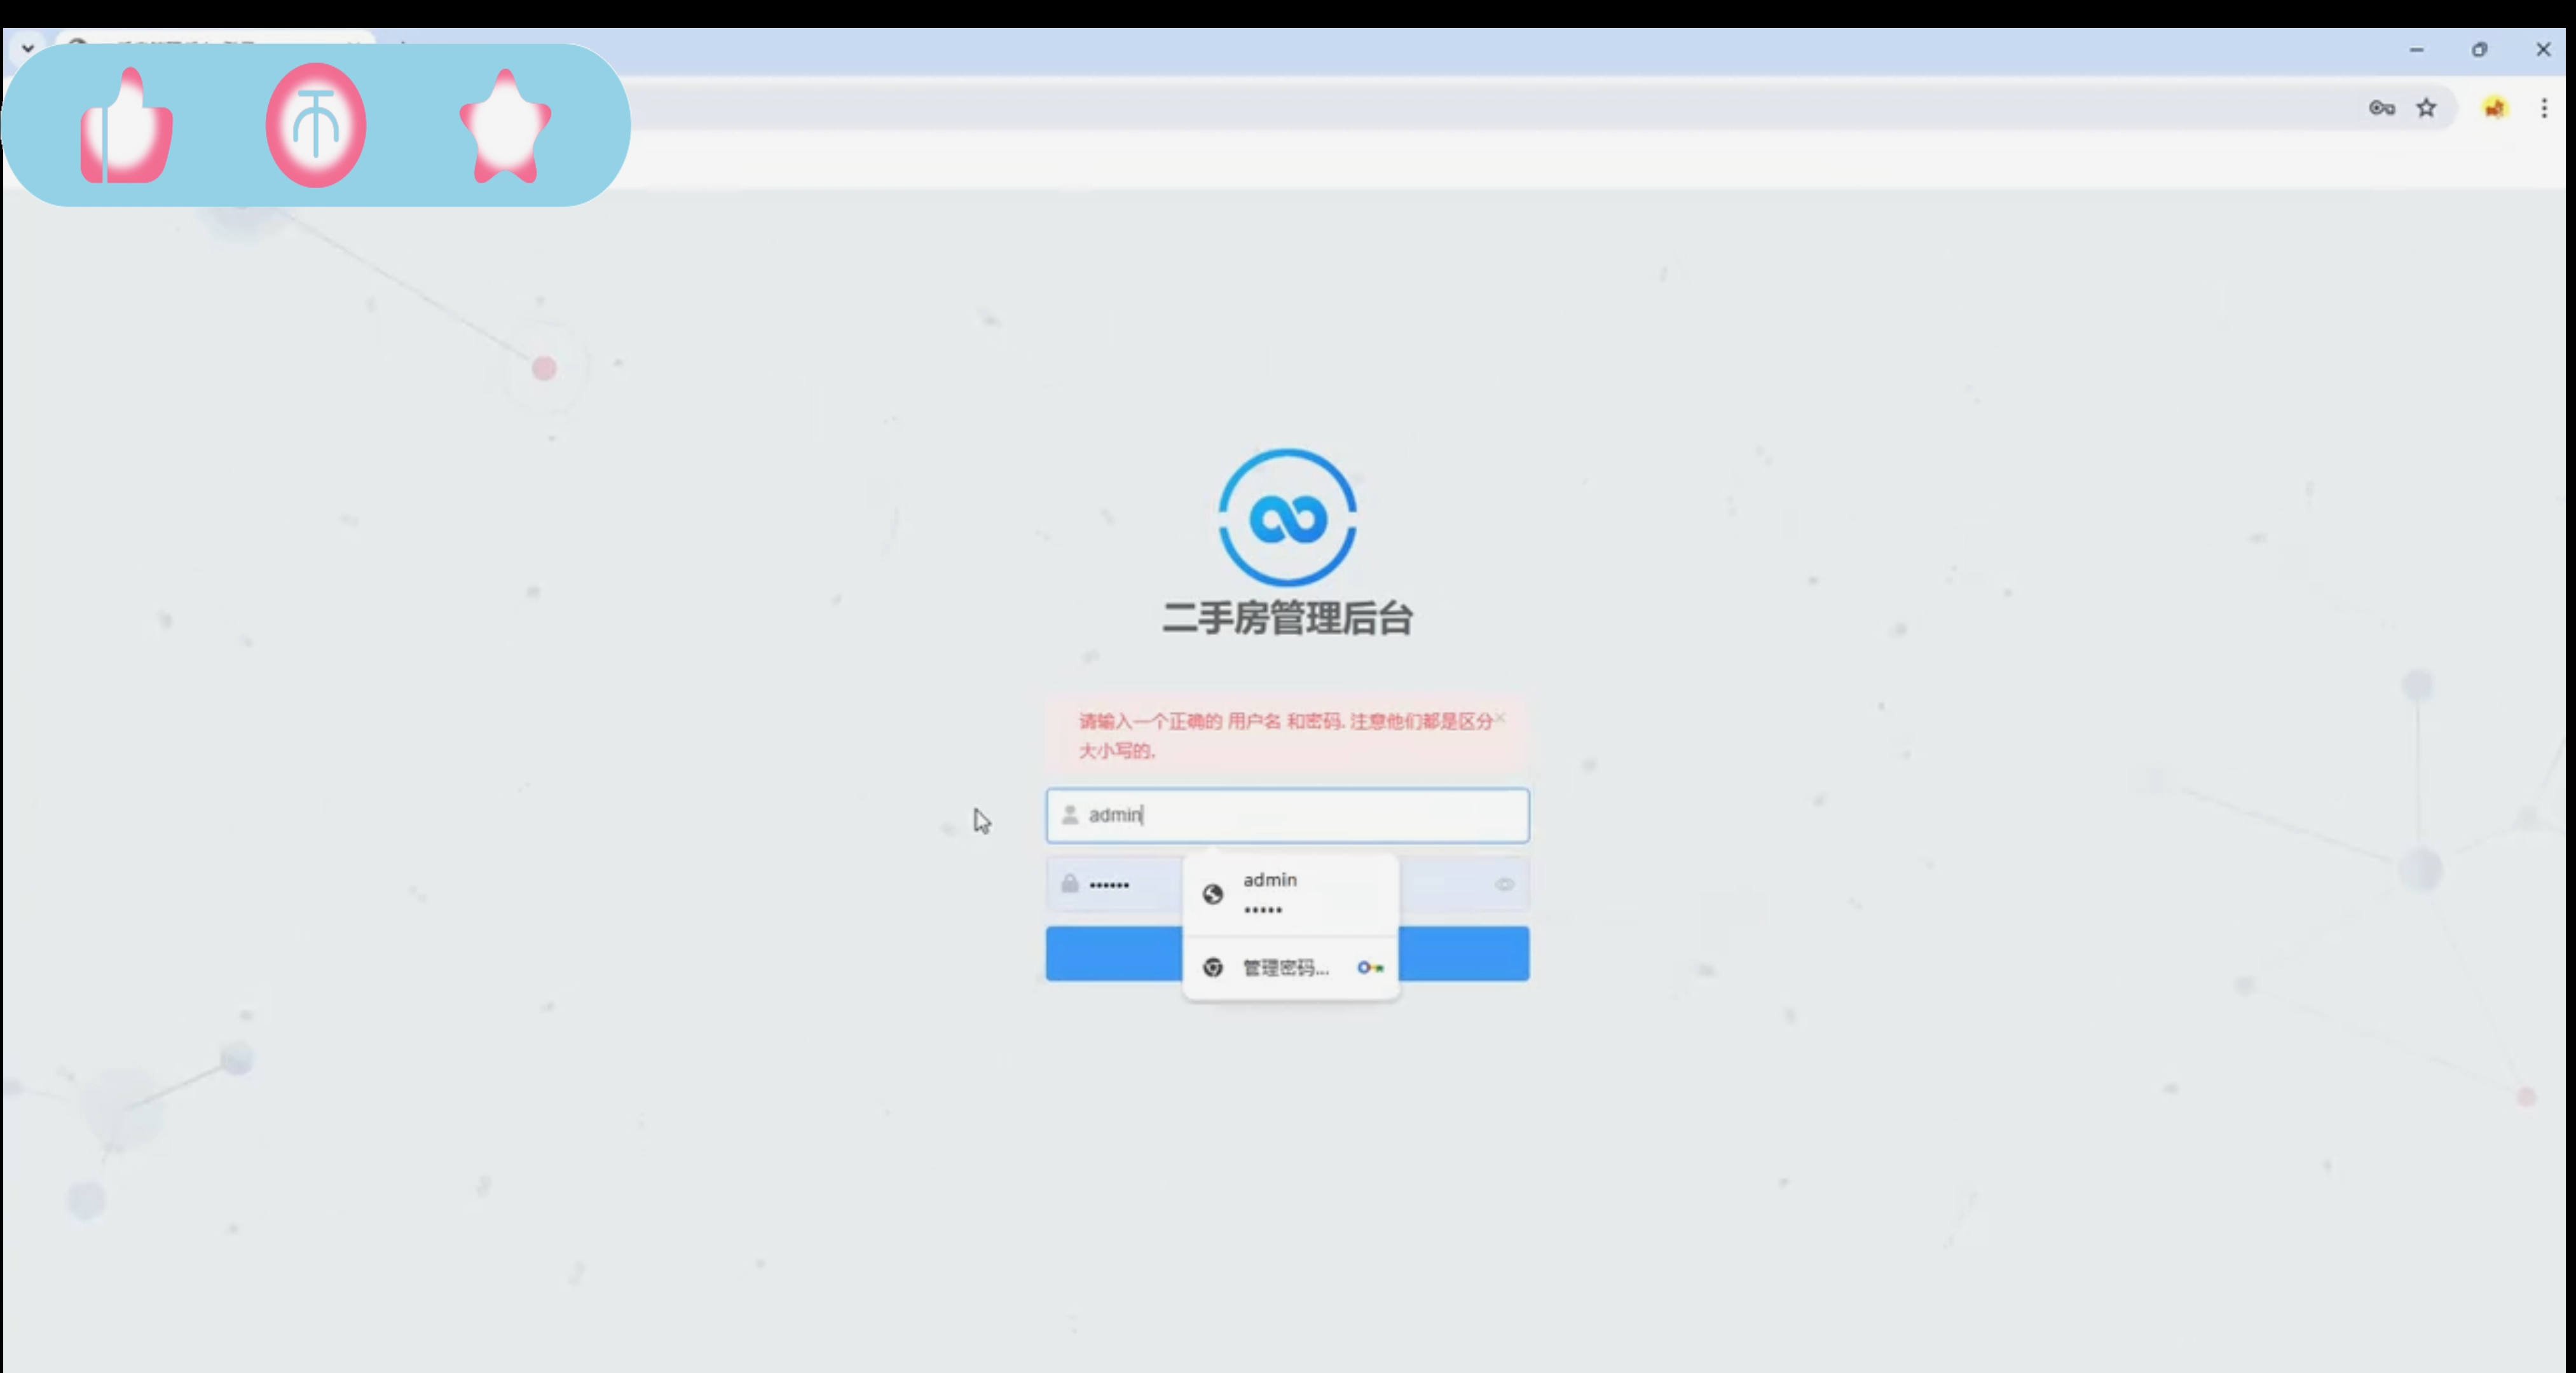 二手房管理后台
请输入一个正确的 用户名 和密码. 注意他们都是区分
大小写的.
admin
••••••
admin
•••••
管理密码...